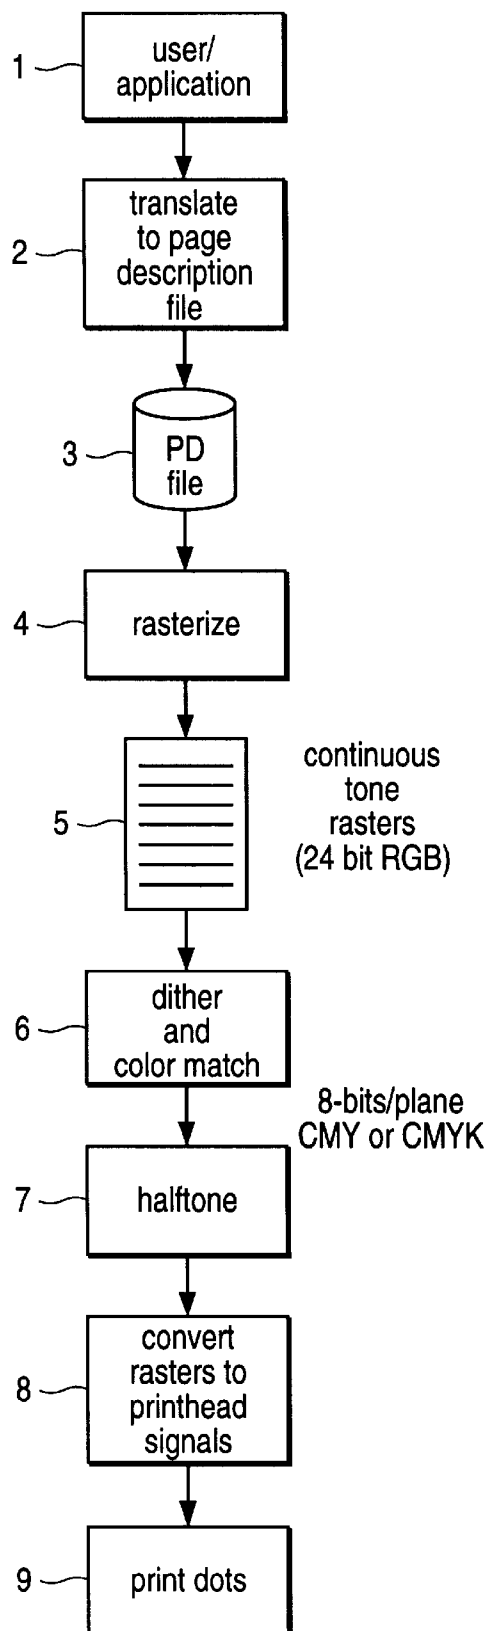 1
user/
application
2
translate
to page
description
file
3
PD
file
4
rasterize
5
continuous
tone
rasters
(24 bit RGB)
6
dither
and
color match
8-bits/plane
CMY or CMYK
7
halftone
8
convert
rasters to
printhead
signals
9
print dots